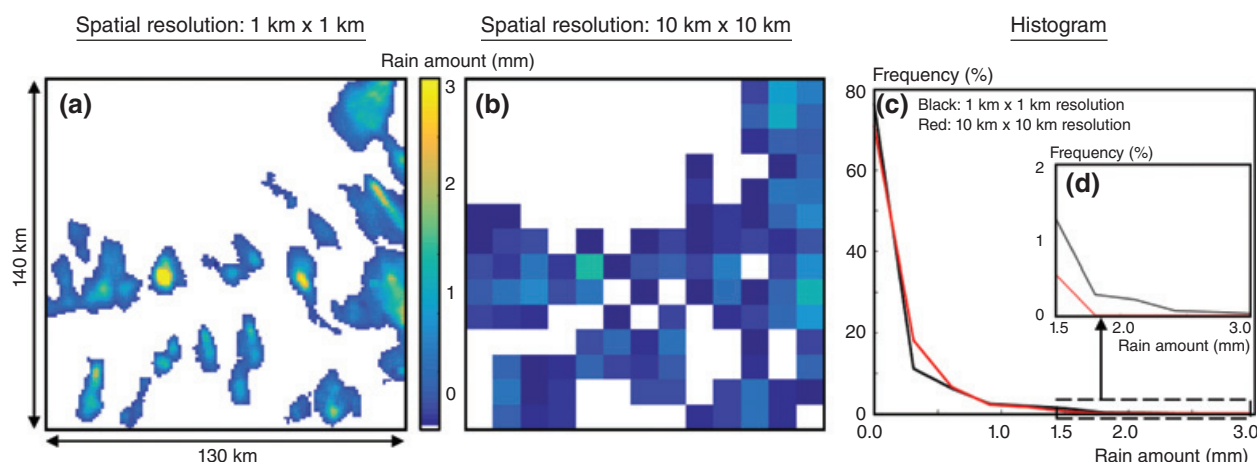 Spatial resolution: 1 km x 1 km
Spatial resolution: 10 km x 10 km
Histogram
Rain amount (mm)
(a)
140 km
130 km
3
2
1
0
(b)
Frequency (%)
80
60
40
20
0
(c) Black: 1 km x 1 km resolution
Red: 10 km x 10 km resolution
Frequency (%)
2
1
0
(d)
1.5 2.0 3.0
Rain amount (mm)
0.0 1.0 2.0 3.0
Rain amount (mm)